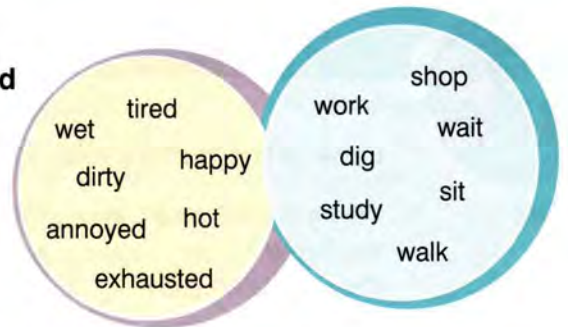 d
tired
wet
happy
dirty
hot
annoyed
exhausted
shop
work
wait
dig
sit
study
walk